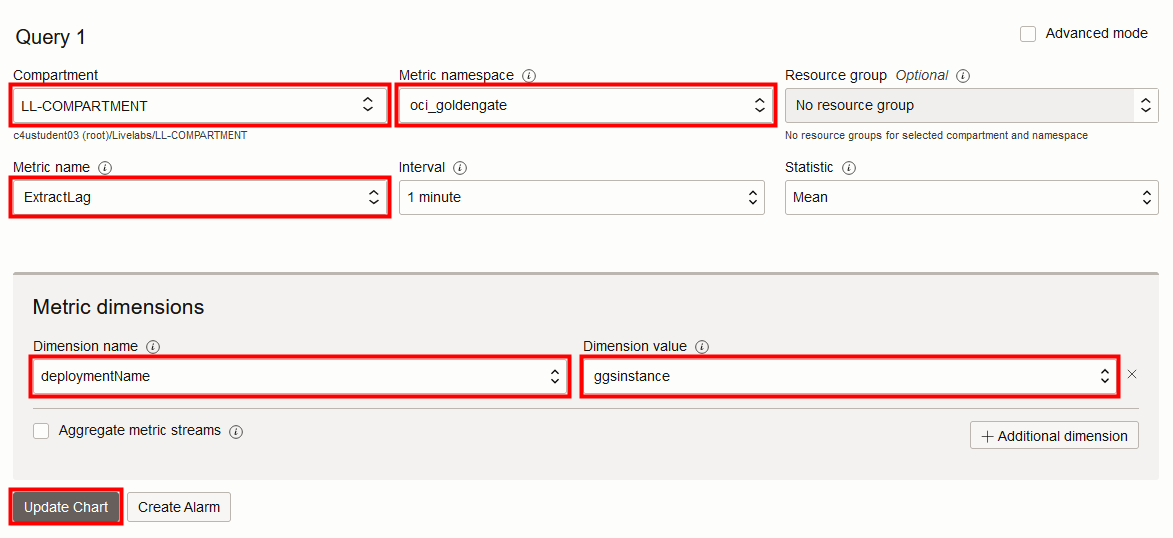 Query 1
Advanced mode
Compartment
Metric namespace
Resource group Optional
LL-COMPARTMENT
oci_goldengate
No resource group
c4ustudent03 (root)/Livelabs/LL-COMPARTMENT
No resource groups for selected compartment and namespace
Metric name
Interval
Statistic
ExtractLag
1 minute
Mean
Metric dimensions
Dimension name
Dimension value
deploymentName
ggsinstance
Aggregate metric streams
+ Additional dimension
Update Chart
Create Alarm